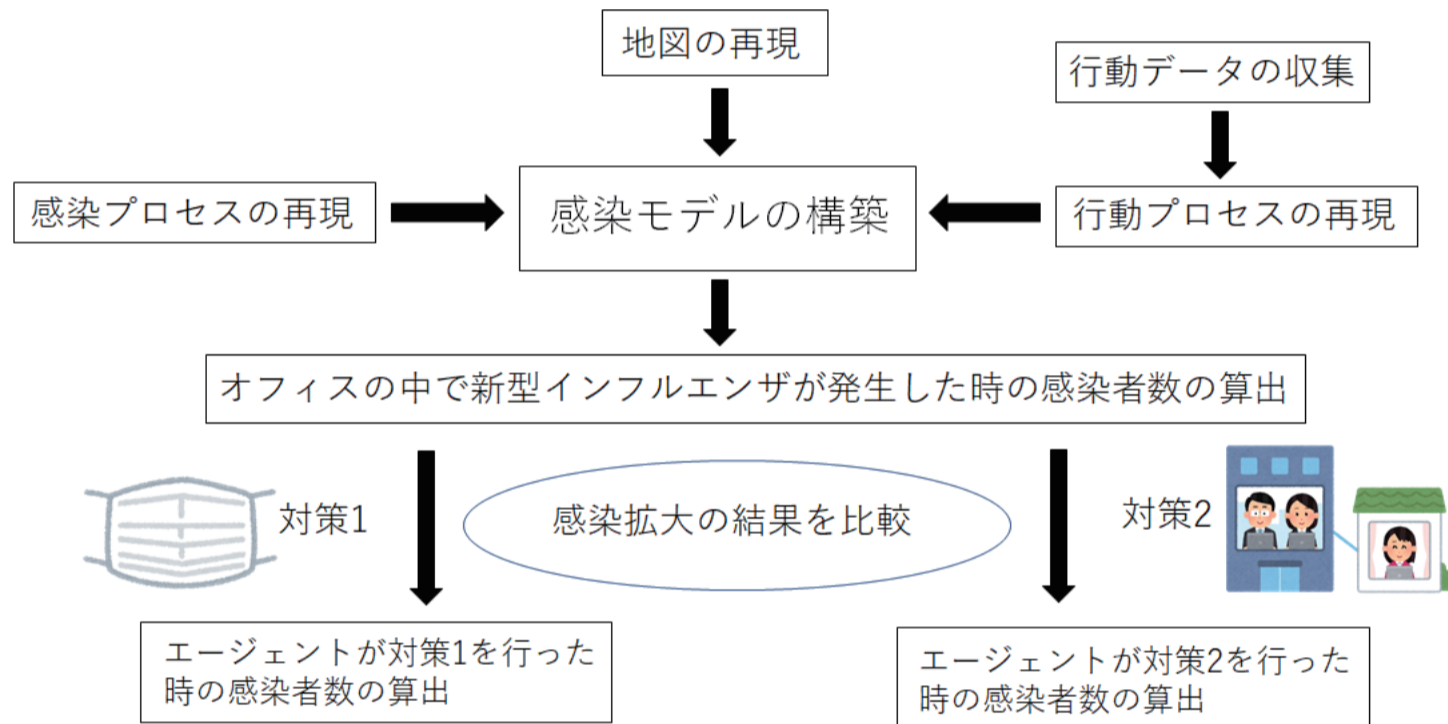 地図の再現
行動データの収集
感染プロセスの再現
感染モデルの構築
行動プロセスの再現
オフィスの中で新型インフルエンザが発生した時の感染者数の算出
対策1
感染拡大の結果を比較
対策2
エージェントが対策1を行った
時の感染者数の算出
エージェントが対策2を行った
時の感染者数の算出